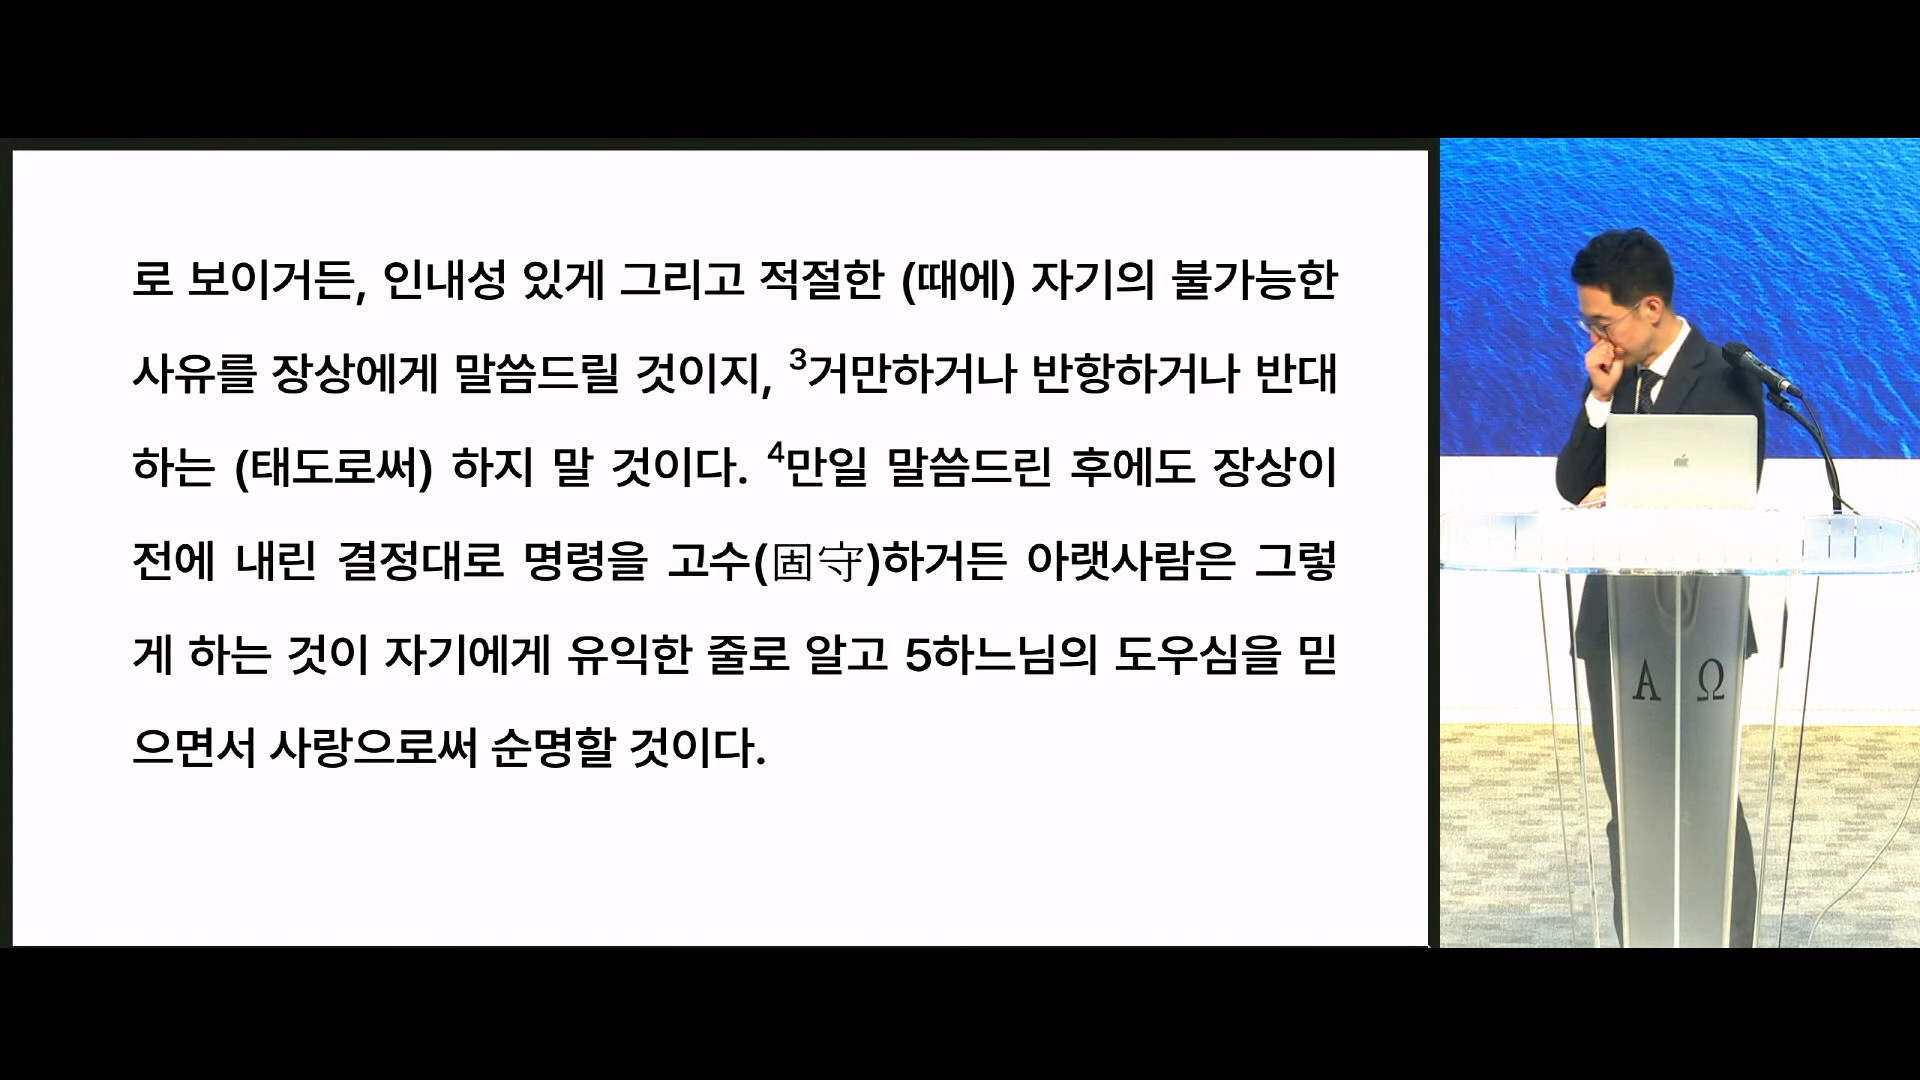 로 보이거든, 인내성 있게 그리고 적절한 (때에) 자기의 불가능한
사유를 장상에게 말씀드릴 것이지, ³거만하거나 반항하거나 반대
하는 (태도로써) 하지 말 것이다. ⁴만일 말씀드린 후에도 장상이
전에 내린 결정대로 명령을 고수(固守)하거든 아랫사람은 그렇
게 하는 것이 자기에게 유익한 줄로 알고 5하느님의 도우심을 믿
으면서 사랑으로써 순명할 것이다.
Α Ω